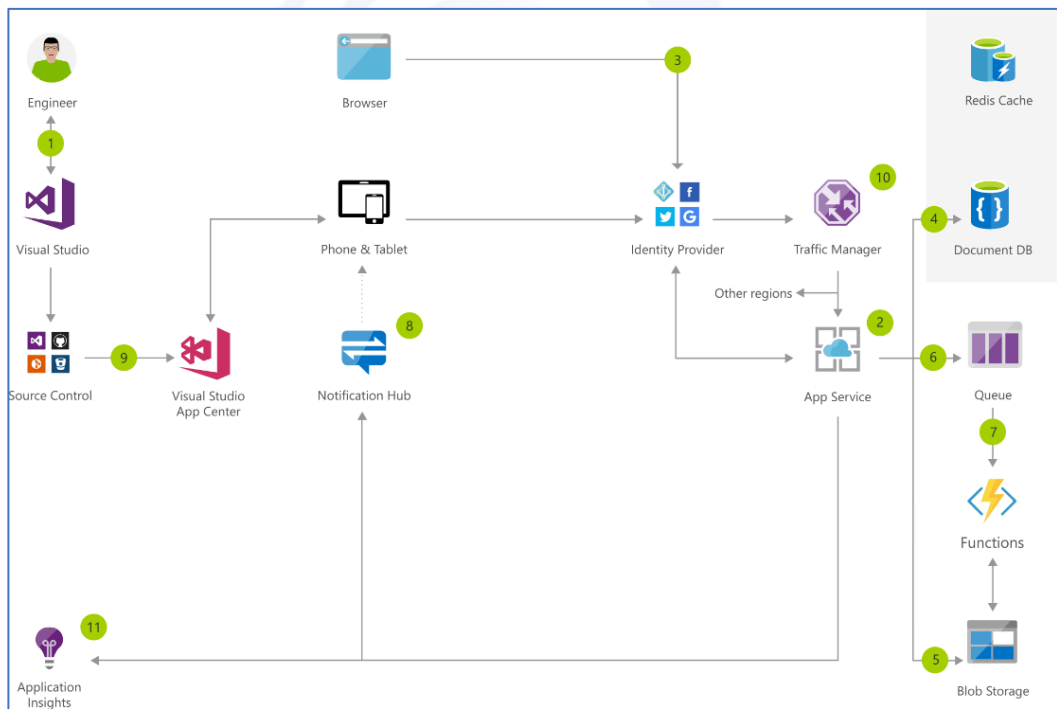 Engineer
Browser
3
Redis Cache
1
10
4
Visual Studio
Phone & Tablet
Identity Provider
Traffic Manager
Document DB
Other regions
8
2
9
6
Source Control
Visual Studio
App Center
Notification Hub
App Service
Queue
7
Functions
11
5
Application
Insights
Blob Storage